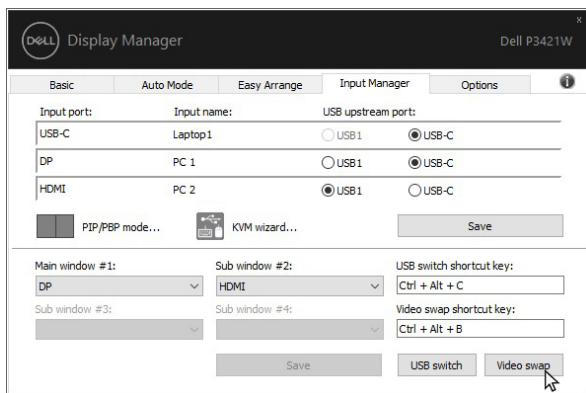 DELL Display Manager Dell P3421W
x
Basic Auto Mode Easy Arrange Input Manager Options i
Input port: Input name: USB upstream port:
USB-C Laptop1 USB1 USB-C
DP PC 1 USB1 USB-C
HDMI PC 2 USB1 USB-C
PIP/PBP mode... KVM wizard... Save
Main window #1: Sub window #2: USB switch shortcut key:
DP HDMI Ctrl + Alt + C
Sub window #3: Sub window #4: Video swap shortcut key:
Ctrl + Alt + B
Save USB switch Video swap